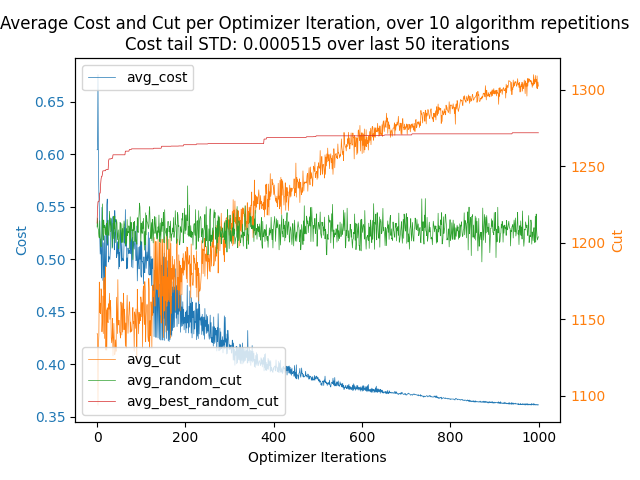 Average Cost and Cut per Optimizer Iteration, over 10 algorithm repetitions
Cost tail STD: 0.000515 over last 50 iterations
avg_cost
0.65
0.60
0.55
0.50
0.45
0.40
0.35
Cost
1300
1250
1200
1150
1100
Cut
avg_cut
avg_random_cut
avg_best_random_cut
0
200
400
600
800
1000
Optimizer Iterations